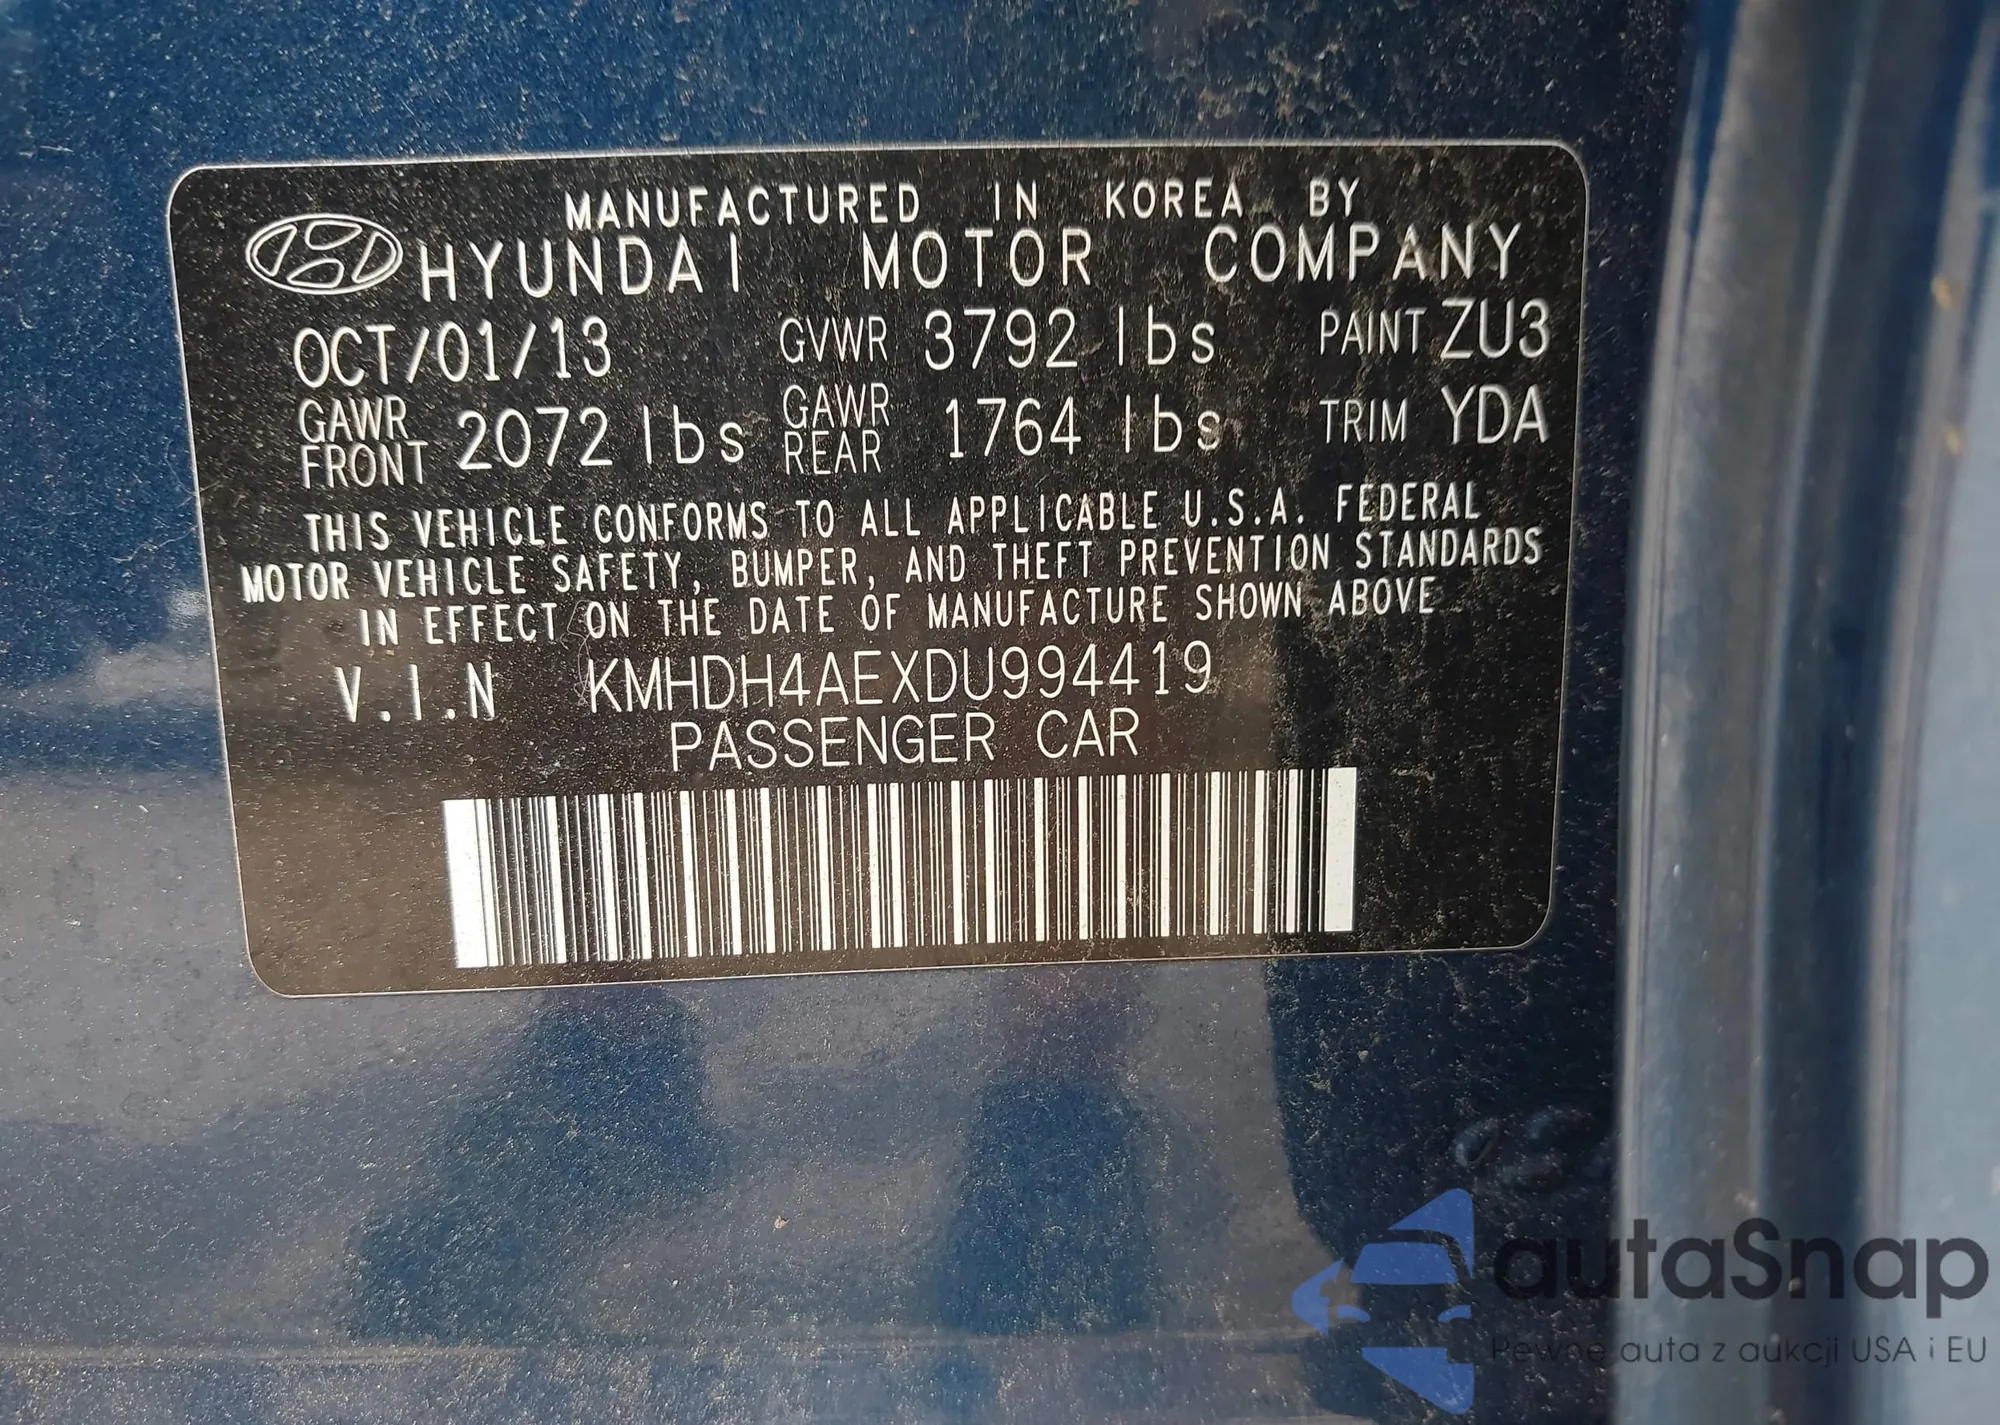 MANUFACTURED IN KOREA BY
HYUNDAI MOTOR COMPANY
OCT/01/13 GVWR 3792 lbs PAINT ZU3
GAWR FRONT 2072 lbs GAWR REAR 1764 lbs TRIM YDA
THIS VEHICLE CONFORMS TO ALL APPLICABLE U.S.A. FEDERAL
MOTOR VEHICLE SAFETY, BUMPER, AND THEFT PREVENTION STANDARDS
IN EFFECT ON THE DATE OF MANUFACTURE SHOWN ABOVE
V.I.N KMHDH4AEXDU994419
PASSENGER CAR
autaSnap
Pewne auta z aukcji USA i EU